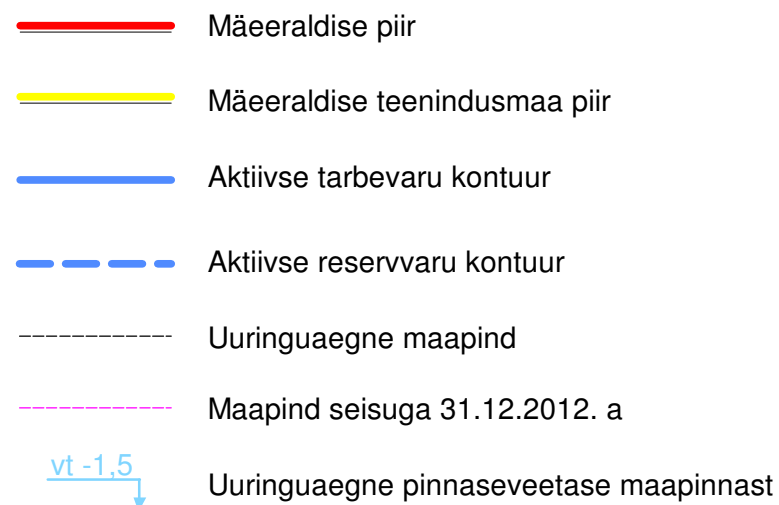 Mäeeraldise piir
Mäeeraldise teenindusmaa piir
Aktiivse tarbevaru kontuur
Aktiivse reservvaru kontuur
Uuringuaegne maapind
Maapind seisuga 31.12.2012. a
vt -1,5
Uuringuaegne pinnaseveetase maapinnast